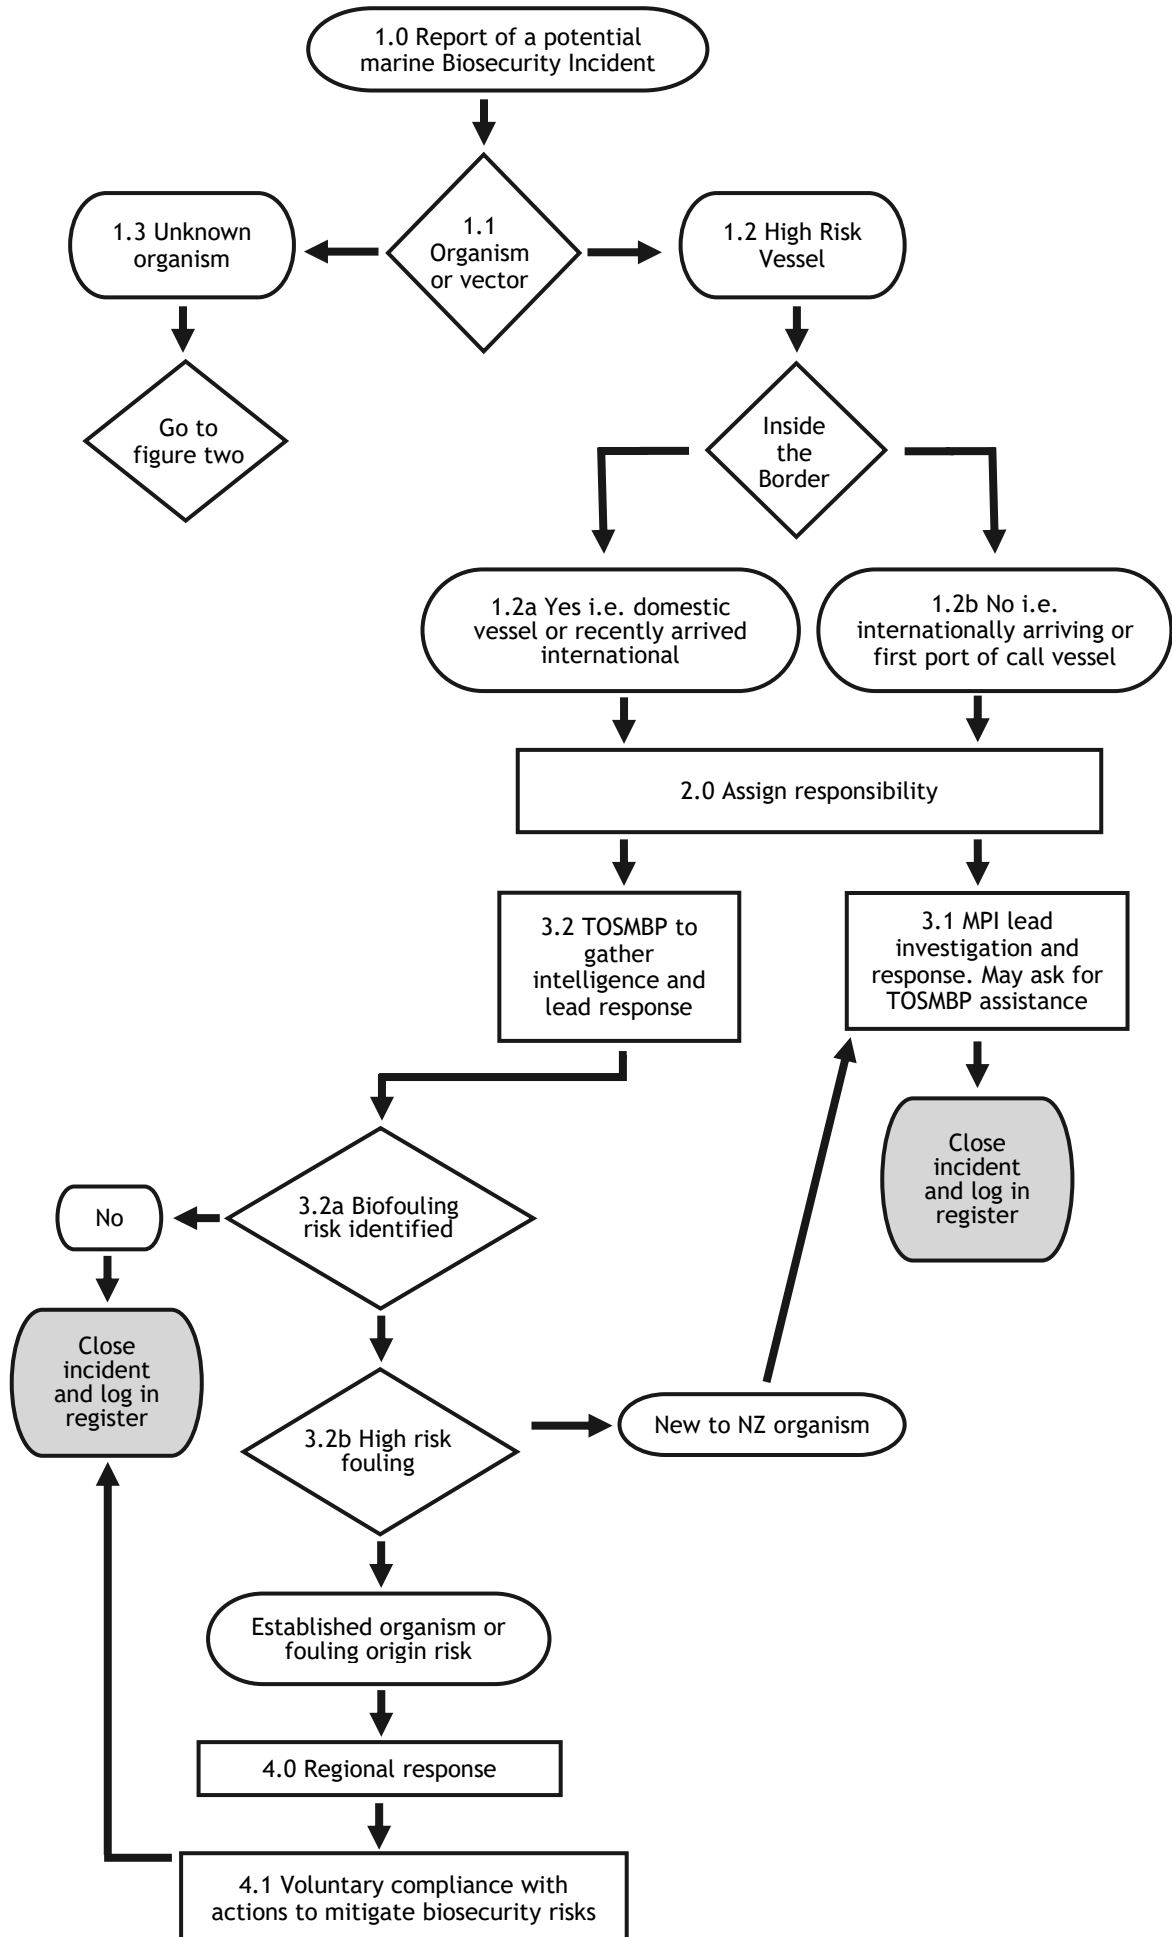 1.0 Report of a potential
marine Biosecurity Incident
1.1
Organism
or vector
1.3 Unknown
organism
1.2 High Risk
Vessel
Go to
figure two
Inside
the
Border
1.2a Yes i.e. domestic
vessel or recently arrived
international
1.2b No i.e.
internationally arriving or
first port of call vessel
2.0 Assign responsibility
3.2 TOSMBP to
gather
intelligence and
lead response
3.1 MPI lead
investigation and
response. May ask for
TOSMBP assistance
Close
incident
and log in
register
3.2a Biofouling
risk identified
No
Close
incident
and log in
register
3.2b High risk
fouling
New to NZ organism
Established organism or
fouling origin risk
4.0 Regional response
4.1 Voluntary compliance with
actions to mitigate biosecurity risks